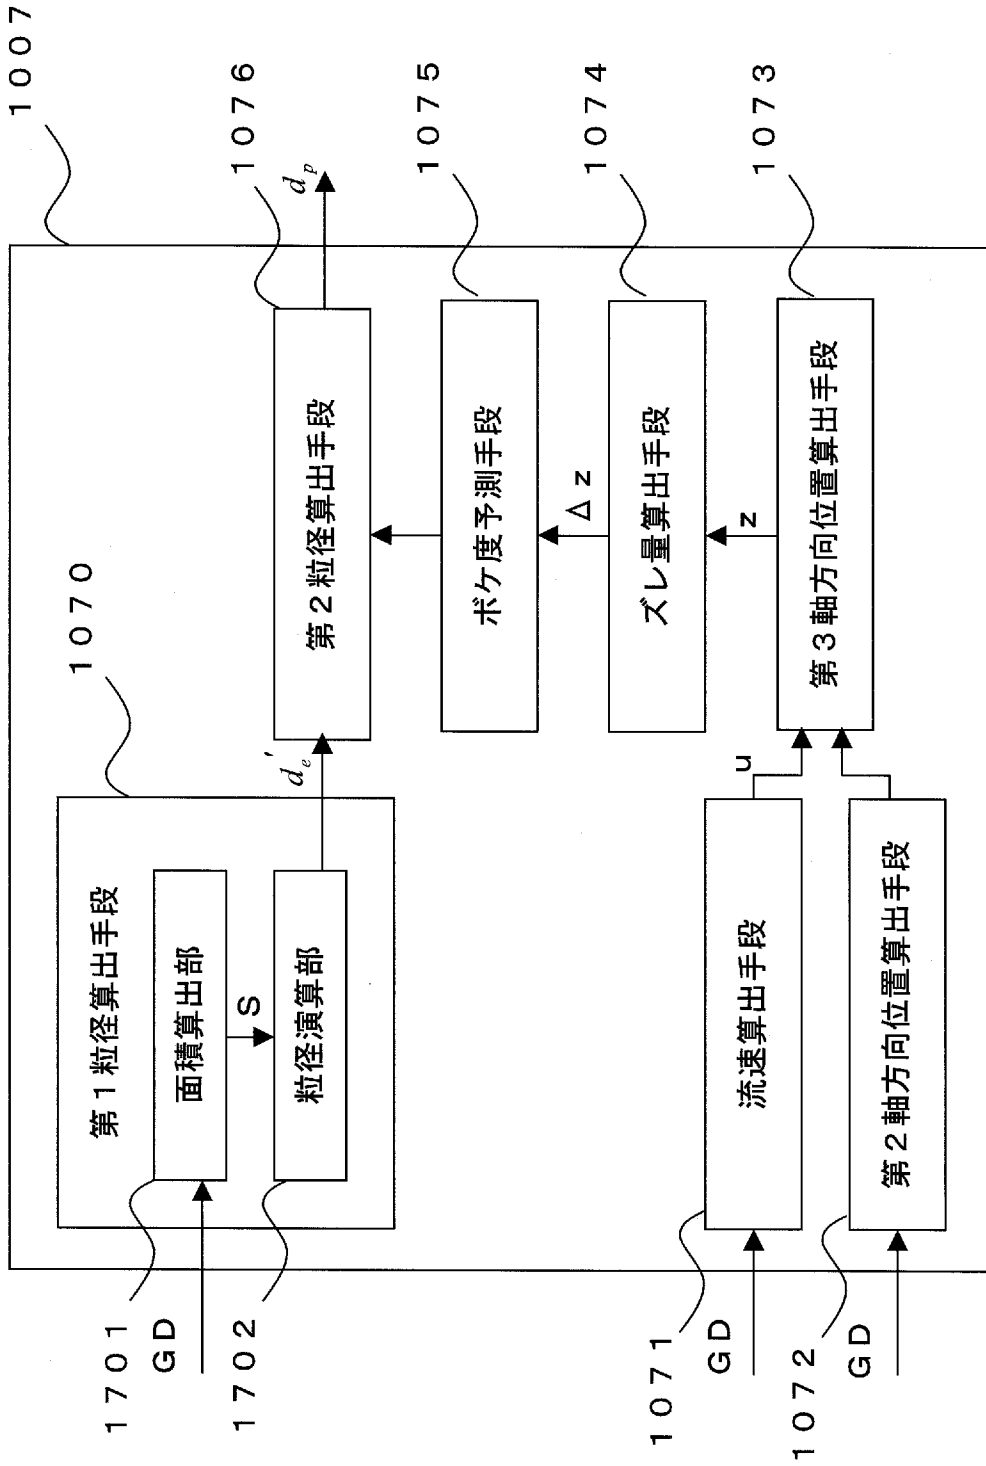 1007
1070
1076
第1粒径算出手段
1701
GD
面積算出部
S
1702
粒径演算部
de'
第2粒径算出手段
dp
1075
ボケ度予測手段
Δz
1074
ズレ量算出手段
z
1073
第3軸方向位置算出手段
1071
GD
流速算出手段
u
1072
GD
第2軸方向位置算出手段